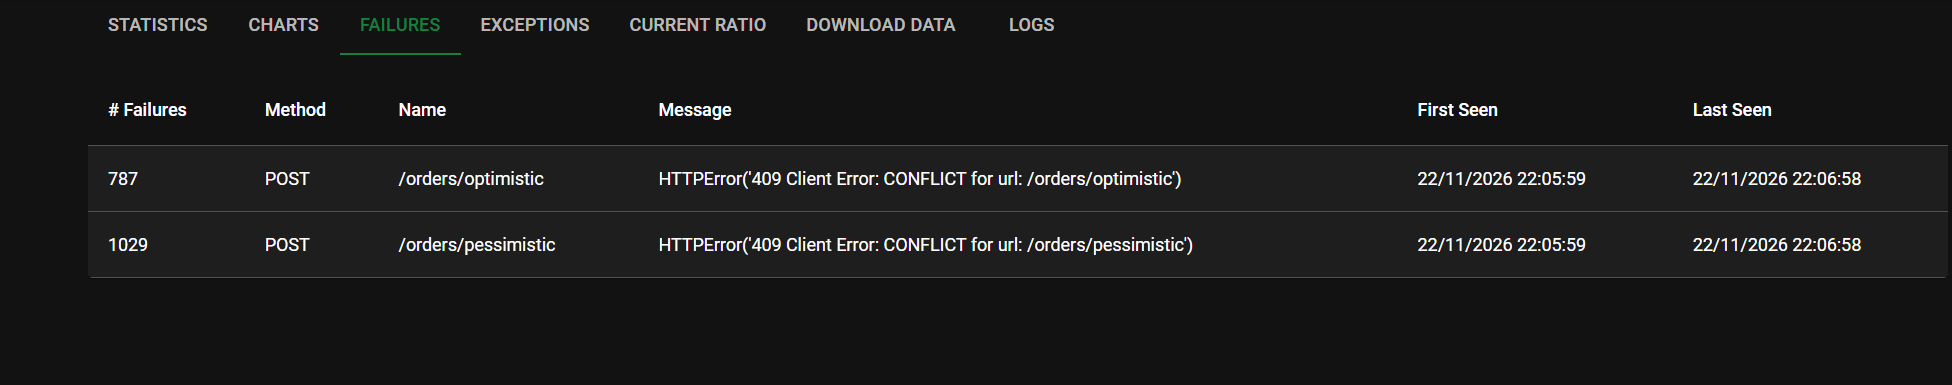 STATISTICS CHARTS FAILURES EXCEPTIONS CURRENT RATIO DOWNLOAD DATA LOGS
# Failures Method Name Message First Seen Last Seen
787 POST /orders/optimistic HTTPError('409 Client Error: CONFLICT for url: /orders/optimistic') 22/11/2026 22:05:59 22/11/2026 22:06:58
1029 POST /orders/pessimistic HTTPError('409 Client Error: CONFLICT for url: /orders/pessimistic') 22/11/2026 22:05:59 22/11/2026 22:06:58